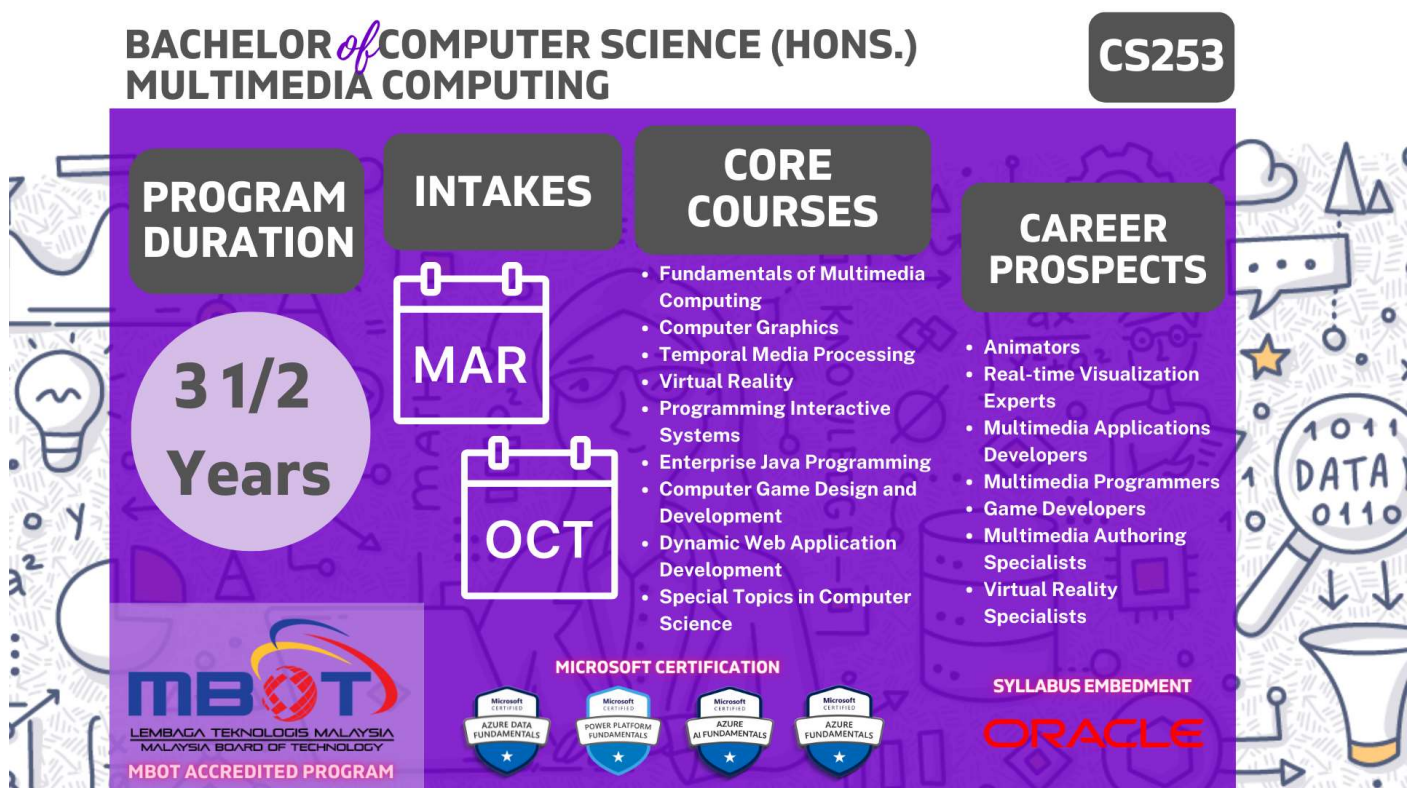 BACHELOR of COMPUTER SCIENCE (HONS.)
MULTIMEDIA COMPUTING
CS253
PROGRAM
DURATION
3 1/2
Years
INTAKES
MAR
OCT
CORE
COURSES
• Fundamentals of Multimedia
Computing
• Computer Graphics
• Temporal Media Processing
• Virtual Reality
• Programming Interactive
Systems
• Enterprise Java Programming
• Computer Game Design and
Development
• Dynamic Web Application
Development
• Special Topics in Computer
Science
CAREER
PROSPECTS
• Animators
• Real-time Visualization
Experts
• Multimedia Applications
Developers
• Multimedia Programmers
• Game Developers
• Multimedia Authoring
Specialists
• Virtual Reality
Specialists
MBOT
LEMBAGA TEKNOLOGIS MALAYSIA
MALAYSIA BOARD OF TECHNOLOGY
MBOT ACCREDITED PROGRAM
MICROSOFT CERTIFICATION
Microsoft
CERTIFIED
AZURE DATA
FUNDAMENTALS
Microsoft
CERTIFIED
POWER PLATFORM
FUNDAMENTALS
Microsoft
CERTIFIED
AZURE
AI FUNDAMENTALS
Microsoft
CERTIFIED
AZURE
FUNDAMENTALS
SYLLABUS EMBEDMENT
ORACLE
MATH
KNOWLEDGE
1011
DATA
0110